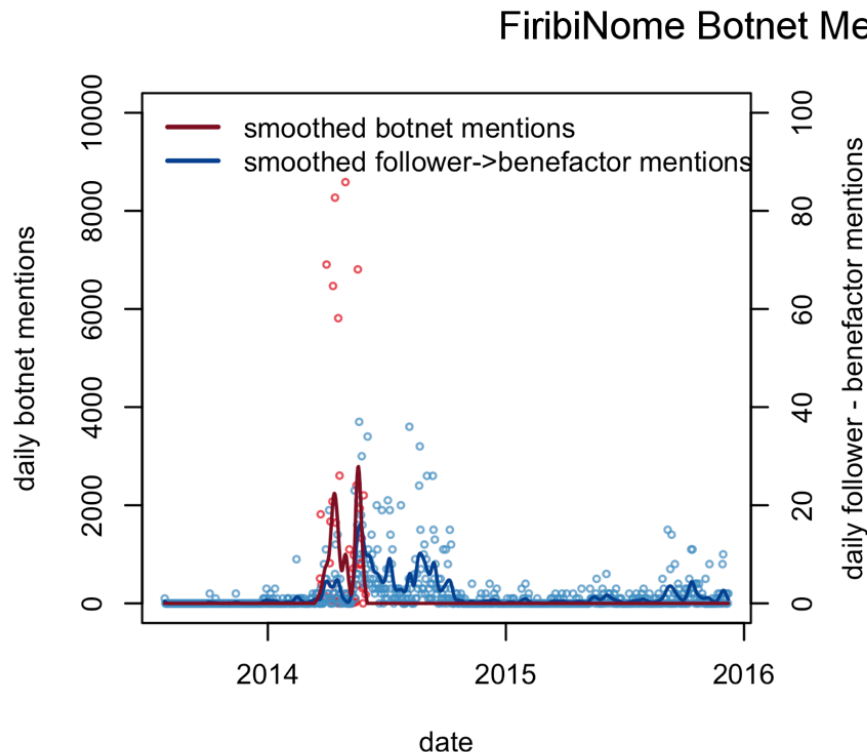 FiribiNome Botnet Me
smoothed botnet mentions
smoothed follower->benefactor mentions
daily botnet mentions
0
2000
4000
6000
8000
10000
daily follower - benefactor mentions
0
20
40
60
80
100
2014
2015
2016
date